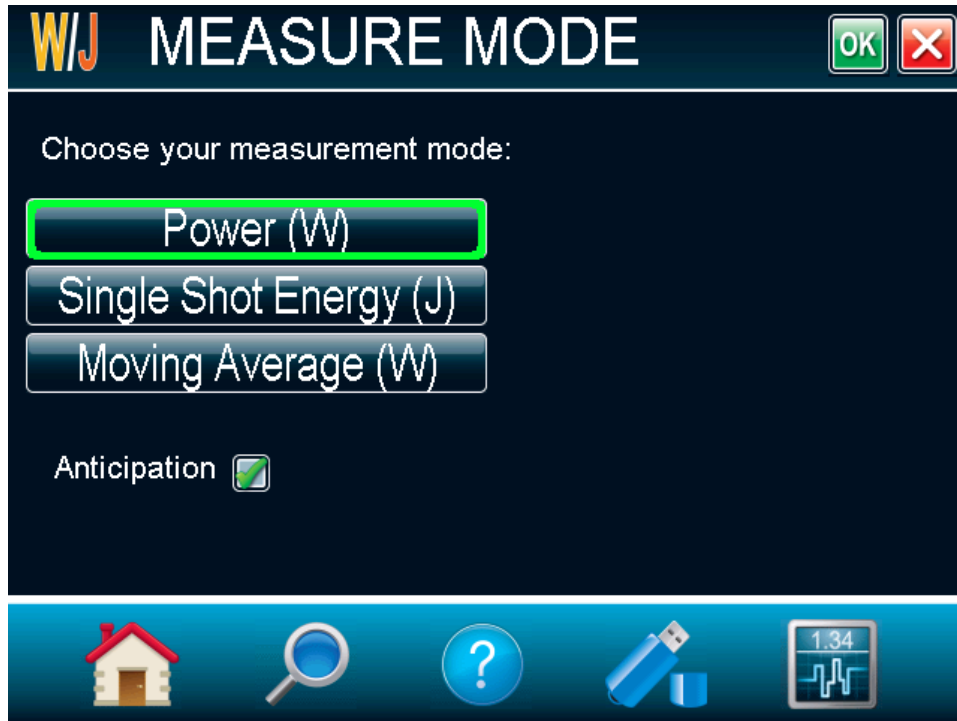 W/J MEASURE MODE OK
Choose your measurement mode:
Power (W)
Single Shot Energy (J)
Moving Average (W)
Anticipation
?
1.34